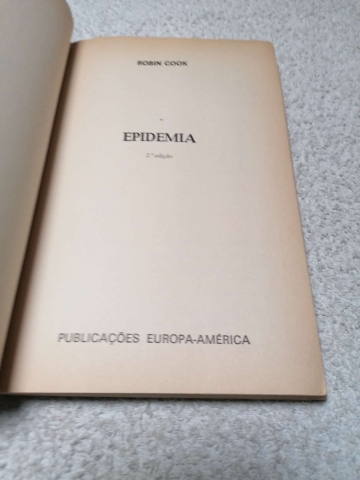 ROBIN COOK
EPIDEMIA
2.ª edição
PUBLICAÇÕES EUROPA-AMÉRICA